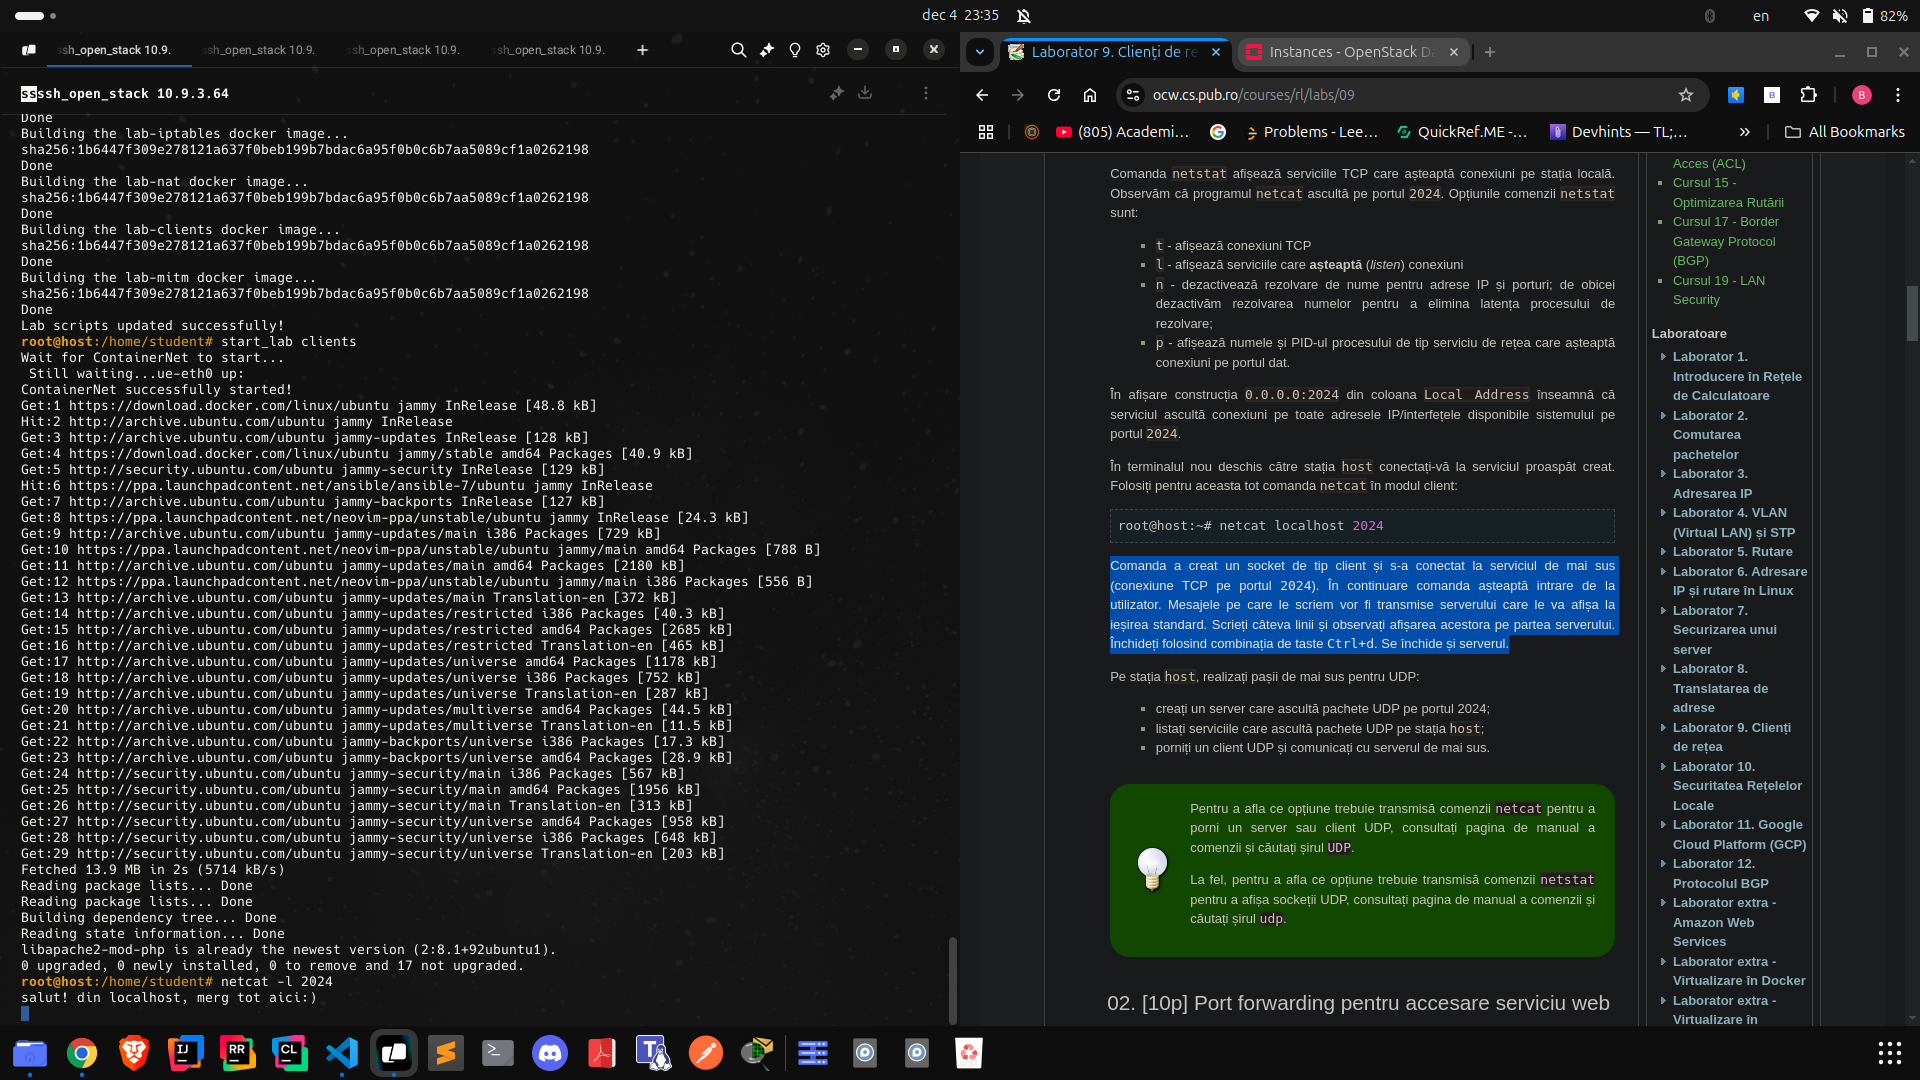 dec 4 23:35
en
82%
ssh_open_stack 10.9.
ssh_open_stack 10.9.
ssh_open_stack 10.9.
ssh_open_stack 10.9.
ssssh_open_stack 10.9.3.64
Done
Building the lab-iptables docker image...
sha256:1b6447f309e278121a637f0beb199b7bdac6a95f0b0c6b7aa5089cf1a0262198
Done
Building the lab-nat docker image...
sha256:1b6447f309e278121a637f0beb199b7bdac6a95f0b0c6b7aa5089cf1a0262198
Done
Building the lab-clients docker image...
sha256:1b6447f309e278121a637f0beb199b7bdac6a95f0b0c6b7aa5089cf1a0262198
Done
Building the lab-mitm docker image...
sha256:1b6447f309e278121a637f0beb199b7bdac6a95f0b0c6b7aa5089cf1a0262198
Done
Lab scripts updated successfully!
root@host:/home/student# start_lab clients
Wait for ContainerNet to start...
Still waiting...ue-eth0 up:
ContainerNet successfully started!
Get:1 https://download.docker.com/linux/ubuntu jammy InRelease [48.8 kB]
Hit:2 http://archive.ubuntu.com/ubuntu jammy InRelease
Get:3 http://archive.ubuntu.com/ubuntu jammy-updates InRelease [128 kB]
Get:4 https://download.docker.com/linux/ubuntu jammy/stable amd64 Packages [40.9 kB]
Get:5 http://security.ubuntu.com/ubuntu jammy-security InRelease [129 kB]
Hit:6 https://ppa.launchpadcontent.net/ansible/ansible-7/ubuntu jammy InRelease
Get:7 http://archive.ubuntu.com/ubuntu jammy-backports InRelease [127 kB]
Get:8 https://ppa.launchpadcontent.net/neovim-ppa/unstable/ubuntu jammy InRelease [24.3 kB]
Get:9 http://archive.ubuntu.com/ubuntu jammy-updates/main i386 Packages [729 kB]
Get:10 https://ppa.launchpadcontent.net/neovim-ppa/unstable/ubuntu jammy/main amd64 Packages [788 B]
Get:11 http://archive.ubuntu.com/ubuntu jammy-updates/main amd64 Packages [2180 kB]
Get:12 https://ppa.launchpadcontent.net/neovim-ppa/unstable/ubuntu jammy/main i386 Packages [556 B]
Get:13 http://archive.ubuntu.com/ubuntu jammy-updates/main Translation-en [372 kB]
Get:14 http://archive.ubuntu.com/ubuntu jammy-updates/restricted i386 Packages [40.3 kB]
Get:15 http://archive.ubuntu.com/ubuntu jammy-updates/restricted amd64 Packages [2685 kB]
Get:16 http://archive.ubuntu.com/ubuntu jammy-updates/restricted Translation-en [465 kB]
Get:17 http://archive.ubuntu.com/ubuntu jammy-updates/universe amd64 Packages [1178 kB]
Get:18 http://archive.ubuntu.com/ubuntu jammy-updates/universe i386 Packages [752 kB]
Get:19 http://archive.ubuntu.com/ubuntu jammy-updates/universe Translation-en [287 kB]
Get:20 http://archive.ubuntu.com/ubuntu jammy-updates/multiverse amd64 Packages [44.5 kB]
Get:21 http://archive.ubuntu.com/ubuntu jammy-updates/multiverse Translation-en [11.5 kB]
Get:22 http://archive.ubuntu.com/ubuntu jammy-backports/universe i386 Packages [17.3 kB]
Get:23 http://archive.ubuntu.com/ubuntu jammy-backports/universe amd64 Packages [28.9 kB]
Get:24 http://security.ubuntu.com/ubuntu jammy-security/main i386 Packages [567 kB]
Get:25 http://security.ubuntu.com/ubuntu jammy-security/main amd64 Packages [1956 kB]
Get:26 http://security.ubuntu.com/ubuntu jammy-security/main Translation-en [313 kB]
Get:27 http://security.ubuntu.com/ubuntu jammy-security/universe amd64 Packages [958 kB]
Get:28 http://security.ubuntu.com/ubuntu jammy-security/universe i386 Packages [648 kB]
Get:29 http://security.ubuntu.com/ubuntu jammy-security/universe Translation-en [203 kB]
Fetched 13.9 MB in 2s (5714 kB/s)
Reading package lists... Done
Reading package lists... Done
Building dependency tree... Done
Reading state information... Done
libapache2-mod-php is already the newest version (2:8.1+92ubuntu1).
0 upgraded, 0 newly installed, 0 to remove and 17 not upgraded.
root@host:/home/student# netcat -l 2024
salut! din localhost, merg tot aici:)
Laborator 9. Clienți de re
Instances - OpenStack Da
ocw.cs.pub.ro/courses/rl/labs/09
B
B
(805) Academi...
Problems - Lee...
QuickRef.ME -...
Devhints — TL;...
»
All Bookmarks
Comanda netstat afișează serviciile TCP care așteaptă conexiuni pe stația locală.
Observăm că programul netcat ascultă pe portul 2024. Opțiunile comenzii netstat
sunt:
t - afișează conexiuni TCP
l - afișează serviciile care așteaptă (listen) conexiuni
n - dezactivează rezolvare de nume pentru adrese IP și porturi; de obicei
dezactivăm rezolvarea numelor pentru a elimina latența procesului de
rezolvare;
p - afișează numele și PID-ul procesului de tip serviciu de rețea care așteaptă
conexiuni pe portul dat.
În afișare construcția 0.0.0.0:2024 din coloana Local Address înseamnă că
serviciul ascultă conexiuni pe toate adresele IP/interfețele disponibile sistemului pe
portul 2024.
În terminalul nou deschis către stația host conectați-vă la serviciul proaspăt creat.
Folosiți pentru aceasta tot comanda netcat în modul client:
root@host:~# netcat localhost 2024
Comanda a creat un socket de tip client și s-a conectat la serviciul de mai sus
(conexiune TCP pe portul 2024). În continuare comanda așteaptă intrare de la
utilizator. Mesajele pe care le scriem vor fi transmise serverului care le va afișa la
ieșirea standard. Scrieți câteva linii și observați afișarea acestora pe partea serverului.
Închideți folosind combinația de taste Ctrl+d. Se închide și serverul.
Pe stația host, realizați pașii de mai sus pentru UDP:
creați un server care ascultă pachete UDP pe portul 2024;
listați serviciile care ascultă pachete UDP pe stația host;
porniți un client UDP și comunicați cu serverul de mai sus.
Pentru a afla ce opțiune trebuie transmisă comenzii netcat pentru a
porni un server sau client UDP, consultați pagina de manual a
comenzii și căutați șirul UDP.
La fel, pentru a afla ce opțiune trebuie transmisă comenzii netstat
pentru a afișa socketii UDP, consultați pagina de manual a comenzii și
căutați șirul udp.
02. [10p] Port forwarding pentru accesare serviciu web
Acces (ACL)
Cursul 15 -
Optimizarea Rutării
Cursul 17 - Border
Gateway Protocol
(BGP)
Cursul 19 - LAN
Security
Laboratoare
Laborator 1.
Introducere în Rețele
de Calculatoare
Laborator 2.
Comutarea
pachetelor
Laborator 3.
Adresarea IP
Laborator 4. VLAN
(Virtual LAN) și STP
Laborator 5. Rutare
Laborator 6. Adresare
IP și rutare în Linux
Laborator 7.
Securizarea unui
server
Laborator 8.
Translatarea de
adrese
Laborator 9. Clienți
de rețea
Laborator 10.
Securitatea Rețelelor
Locale
Laborator 11. Google
Cloud Platform (GCP)
Laborator 12.
Protocolul BGP
Laborator extra -
Amazon Web
Services
Laborator extra -
Virtualizare în Docker
Laborator extra -
Virtualizare în
IJ
RR
CL
T